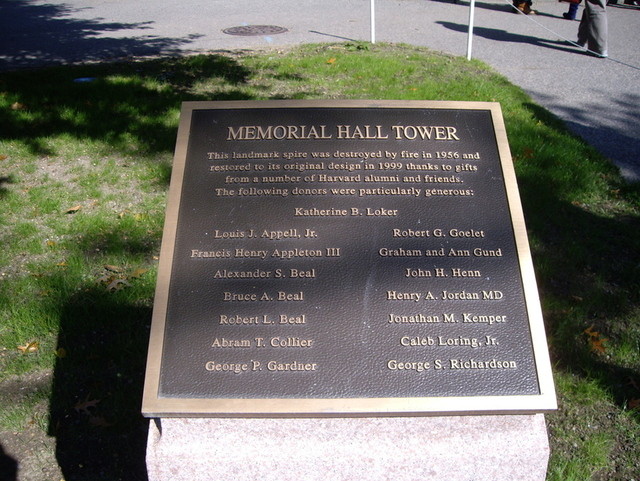 MEMORIAL HALL TOWER
This landmark spire was destroyed by fire in 1956 and
restored to its original design in 1999 thanks to gifts
from a number of Harvard alumni and friends.
The following donors were particularly generous:
Katherine B. Loker
Louis J. Appell, Jr. Robert G. Goelet
Francis Henry Appleton III Graham and Ann Gund
Alexander S. Beal John H. Henn
Bruce A. Beal Henry A. Jordan MD
Robert L. Beal Jonathan M. Kemper
Abram T. Collier Caleb Loring, Jr.
George P. Gardner George S. Richardson